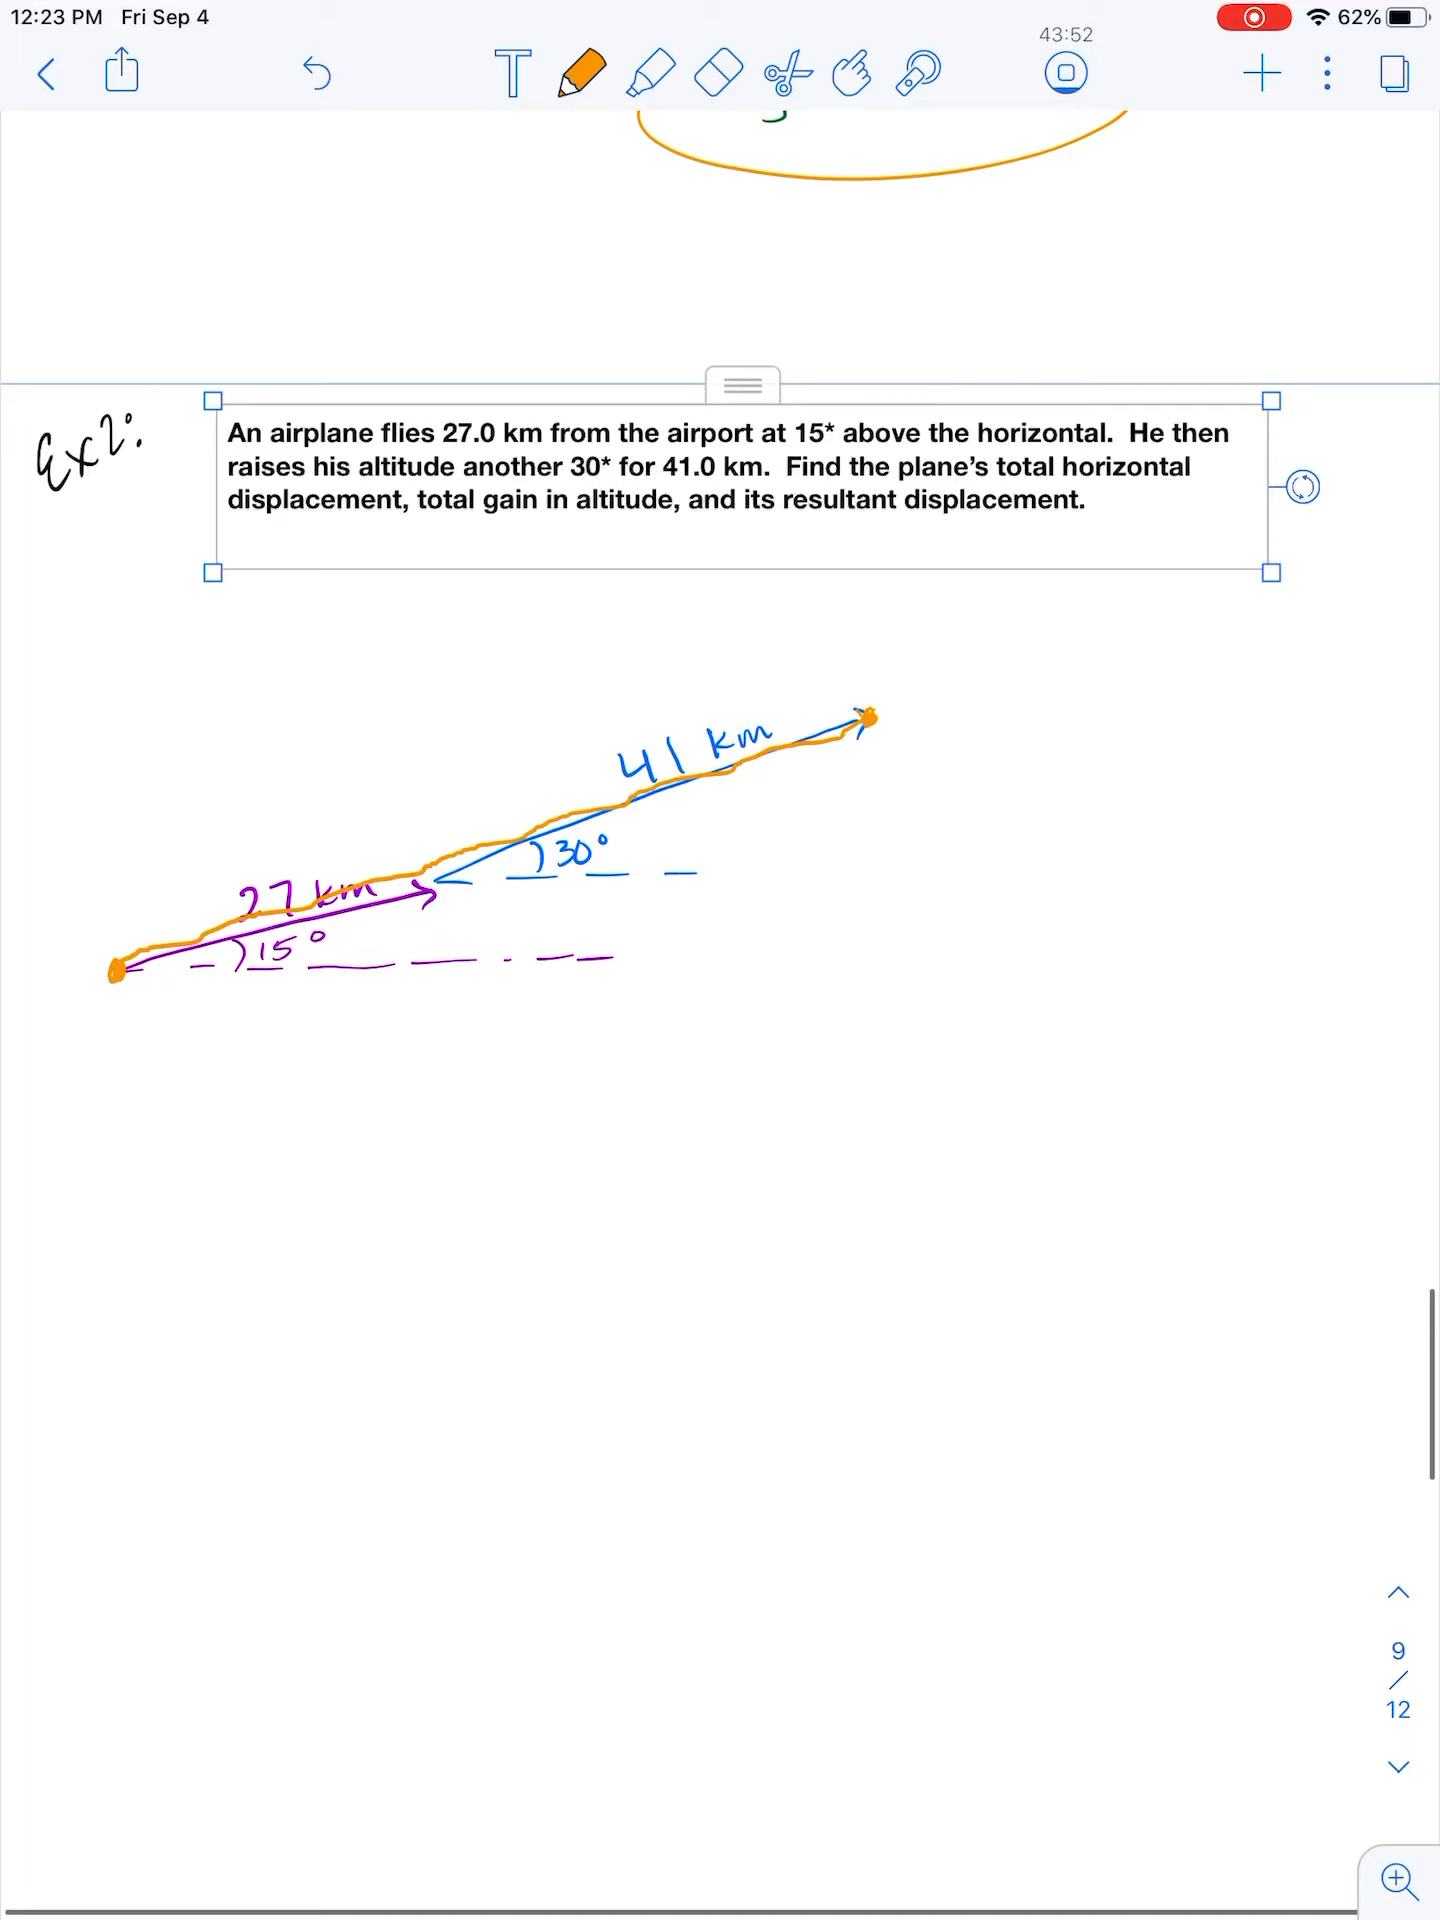 12:23 PM Fri Sep 4
62%
43:52
T
Ex2:
An airplane flies 27.0 km from the airport at 15* above the horizontal. He then
raises his altitude another 30* for 41.0 km. Find the plane's total horizontal
displacement, total gain in altitude, and its resultant displacement.
41 km
30°
27 km
15°
9
/
12